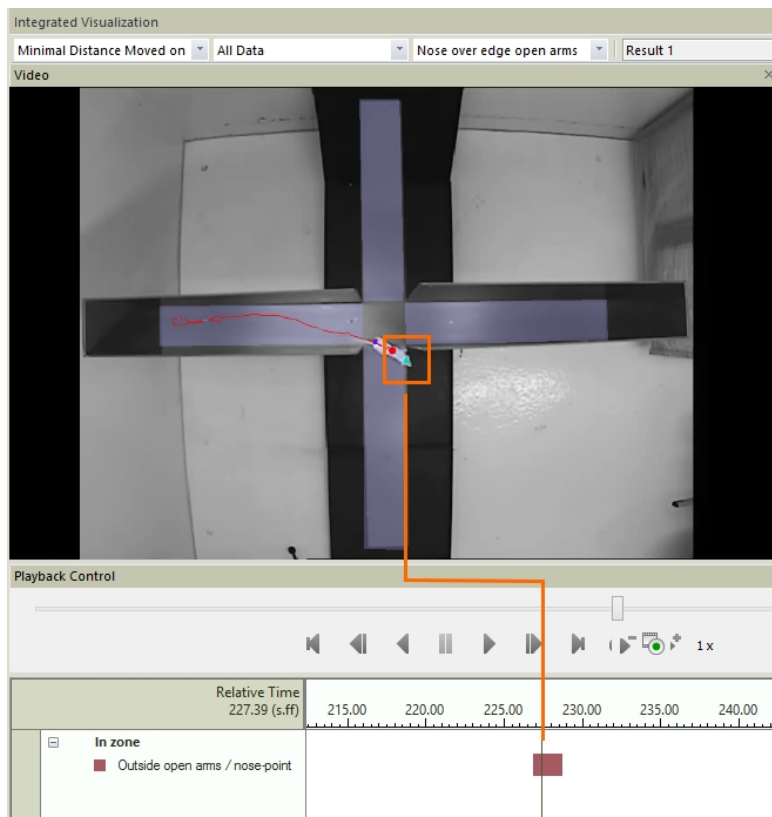 Integrated Visualization
Minimal Distance Moved on All Data Nose over edge open arms Result 1
Video
Playback Control
1 x
Relative Time
227.39 (s.ff) 215.00 220.00 225.00 230.00 235.00 240.00
In zone
Outside open arms / nose-point